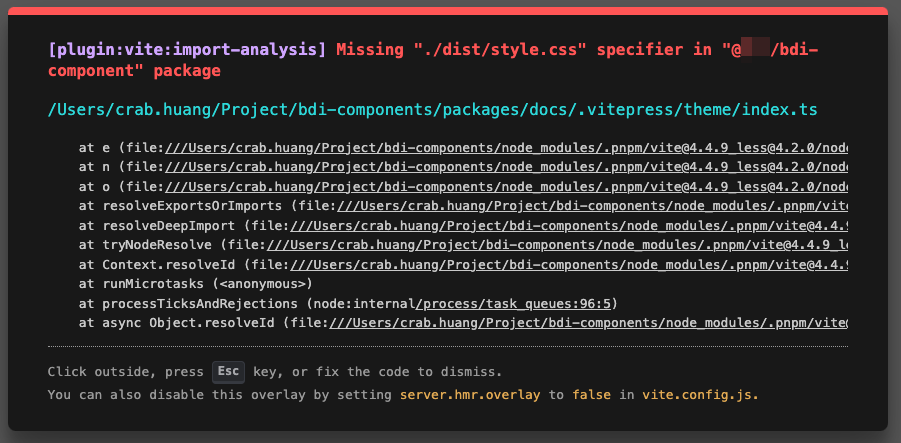 [plugin:vite:import-analysis] Missing "./dist/style.css" specifier in "@ /bdi-
component" package
/Users/crab.huang/Project/bdi-components/packages/docs/.vitepress/theme/index.ts
at e (file:///Users/crab.huang/Project/bdi-components/node_modules/.pnpm/vite@4.4.9_less@4.2.0/node
at n (file:///Users/crab.huang/Project/bdi-components/node_modules/.pnpm/vite@4.4.9_less@4.2.0/node
at o (file:///Users/crab.huang/Project/bdi-components/node_modules/.pnpm/vite@4.4.9_less@4.2.0/node
at resolveExportsOrImports (file:///Users/crab.huang/Project/bdi-components/node_modules/.pnpm/vite
at resolveDeepImport (file:///Users/crab.huang/Project/bdi-components/node_modules/.pnpm/vite@4.4.9
at tryNodeResolve (file:///Users/crab.huang/Project/bdi-components/node_modules/.pnpm/vite@4.4.9_le
at Context.resolveId (file:///Users/crab.huang/Project/bdi-components/node_modules/.pnpm/vite@4.4.9
at runMicrotasks (<anonymous>)
at processTicksAndRejections (node:internal/process/task_queues:96:5)
at async Object.resolveId (file:///Users/crab.huang/Project/bdi-components/node_modules/.pnpm/vite@
Click outside, press Esc key, or fix the code to dismiss.
You can also disable this overlay by setting server.hmr.overlay to false in vite.config.js.